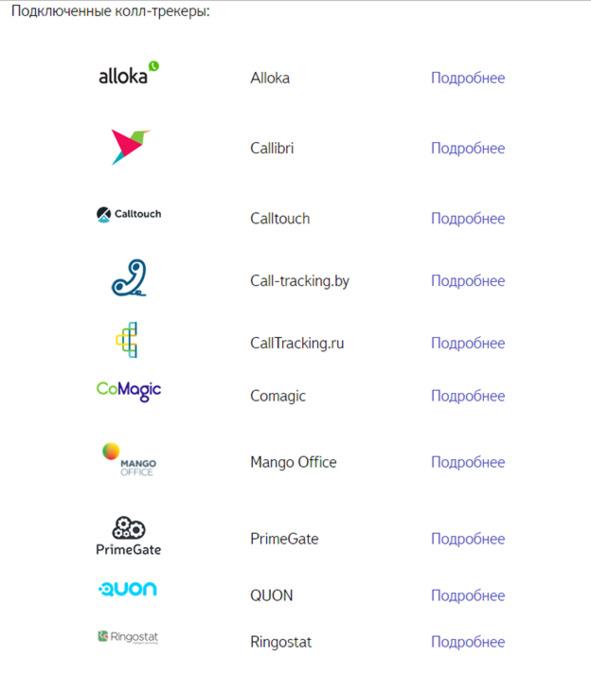 Подключенные колл-трекеры:
alloka Alloka Подробнее
Callibri Подробнее
Calltouch Calltouch Подробнее
Call-tracking.by Подробнее
CallTracking.ru Подробнее
CoMagic Comagic Подробнее
MANGO OFFICE Mango Office Подробнее
PrimeGate PrimeGate Подробнее
QUON QUON Подробнее
Ringostat Ringostat Подробнее